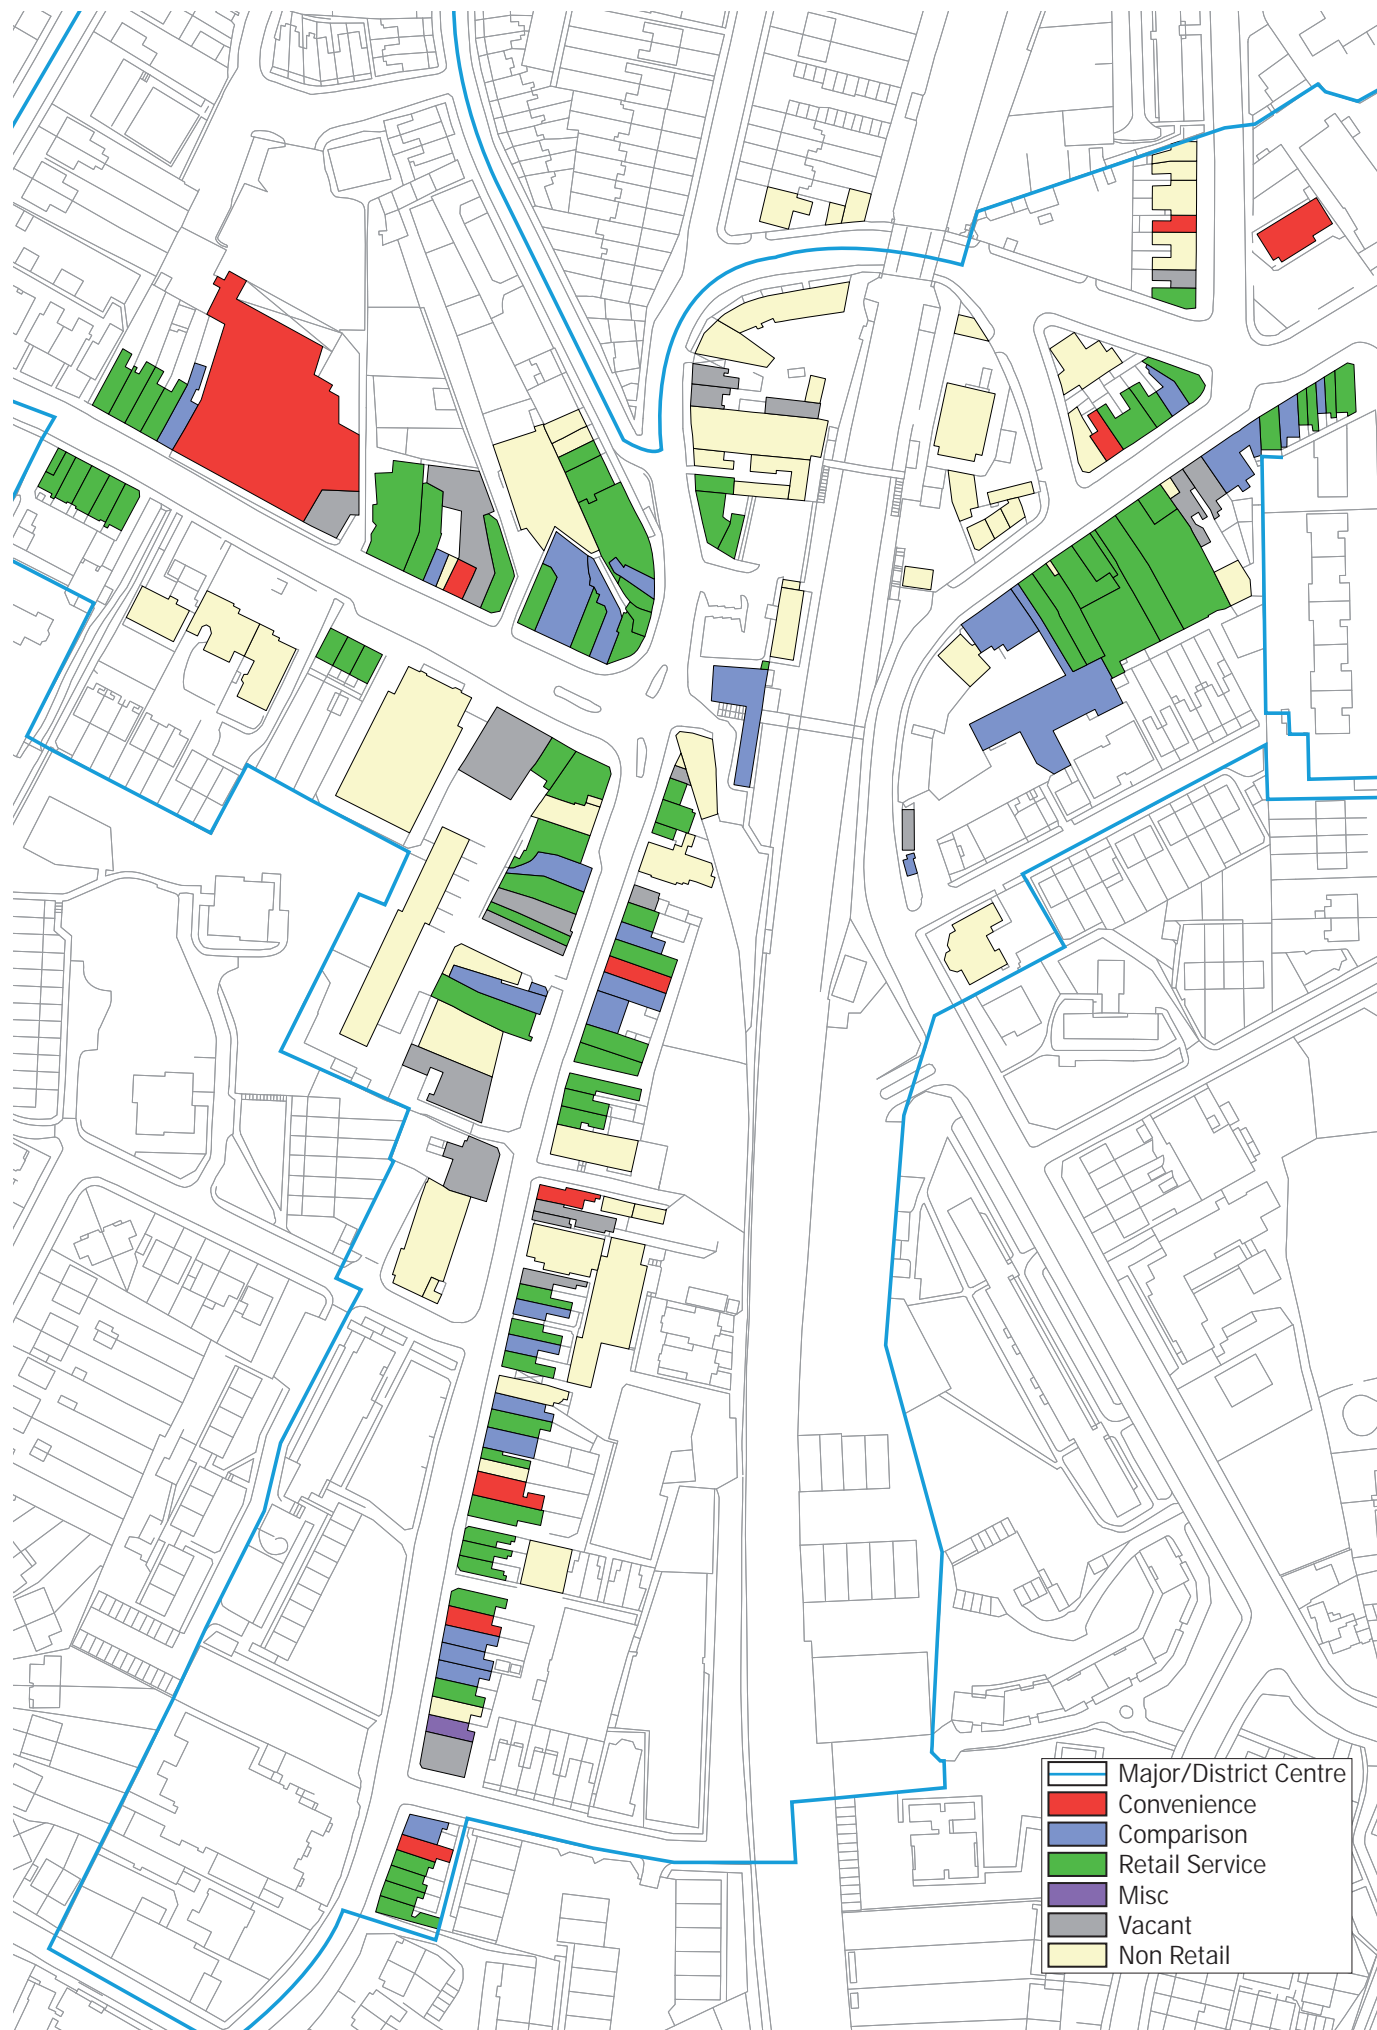 Major/District Centre
Convenience
Comparison
Retail Service
Misc
Vacant
Non Retail